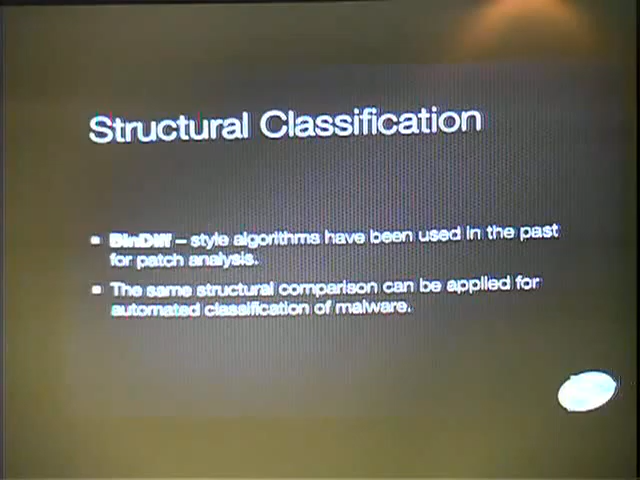 Structural Classification
BinDiff – style algorithms have been used in the past
for patch analysis.
The same structural comparison can be applied for
automated classification of malware.